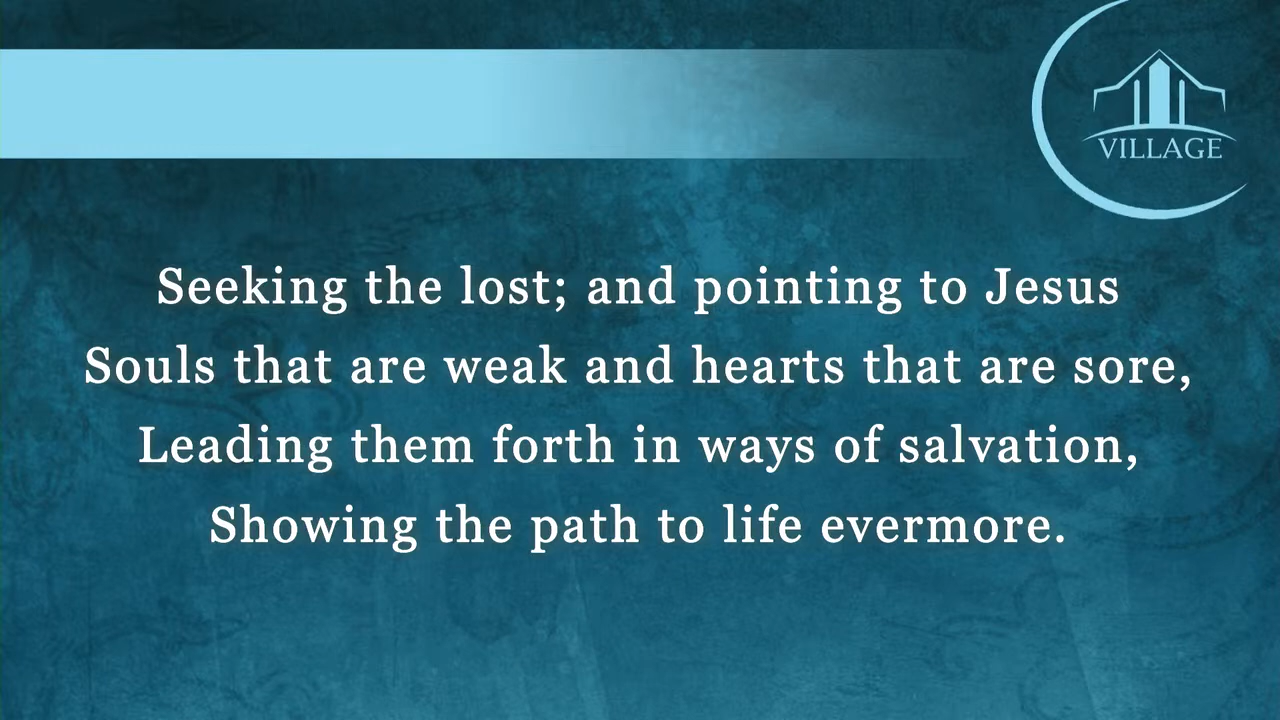 VILLAGE
Seeking the lost; and pointing to Jesus
Souls that are weak and hearts that are sore,
Leading them forth in ways of salvation,
Showing the path to life evermore.